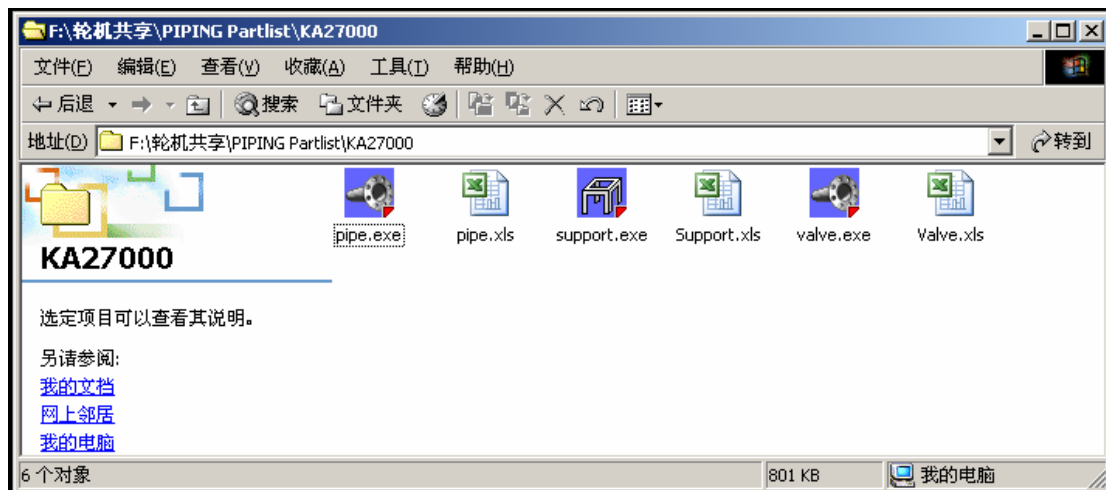 F:\轮机共享\PIPING Partlist\KA27000
文件(F) 编辑(E) 查看(V) 收藏(A) 工具(T) 帮助(H)
后退 搜索 文件夹
地址(D) F:\轮机共享\PIPING Partlist\KA27000 转到
pipe.exe pipe.xls support.exe Support.xls valve.exe Valve.xls
KA27000
选定项目可以查看其说明。
另请参阅:
我的文档
网上邻居
我的电脑
6 个对象 801 KB 我的电脑